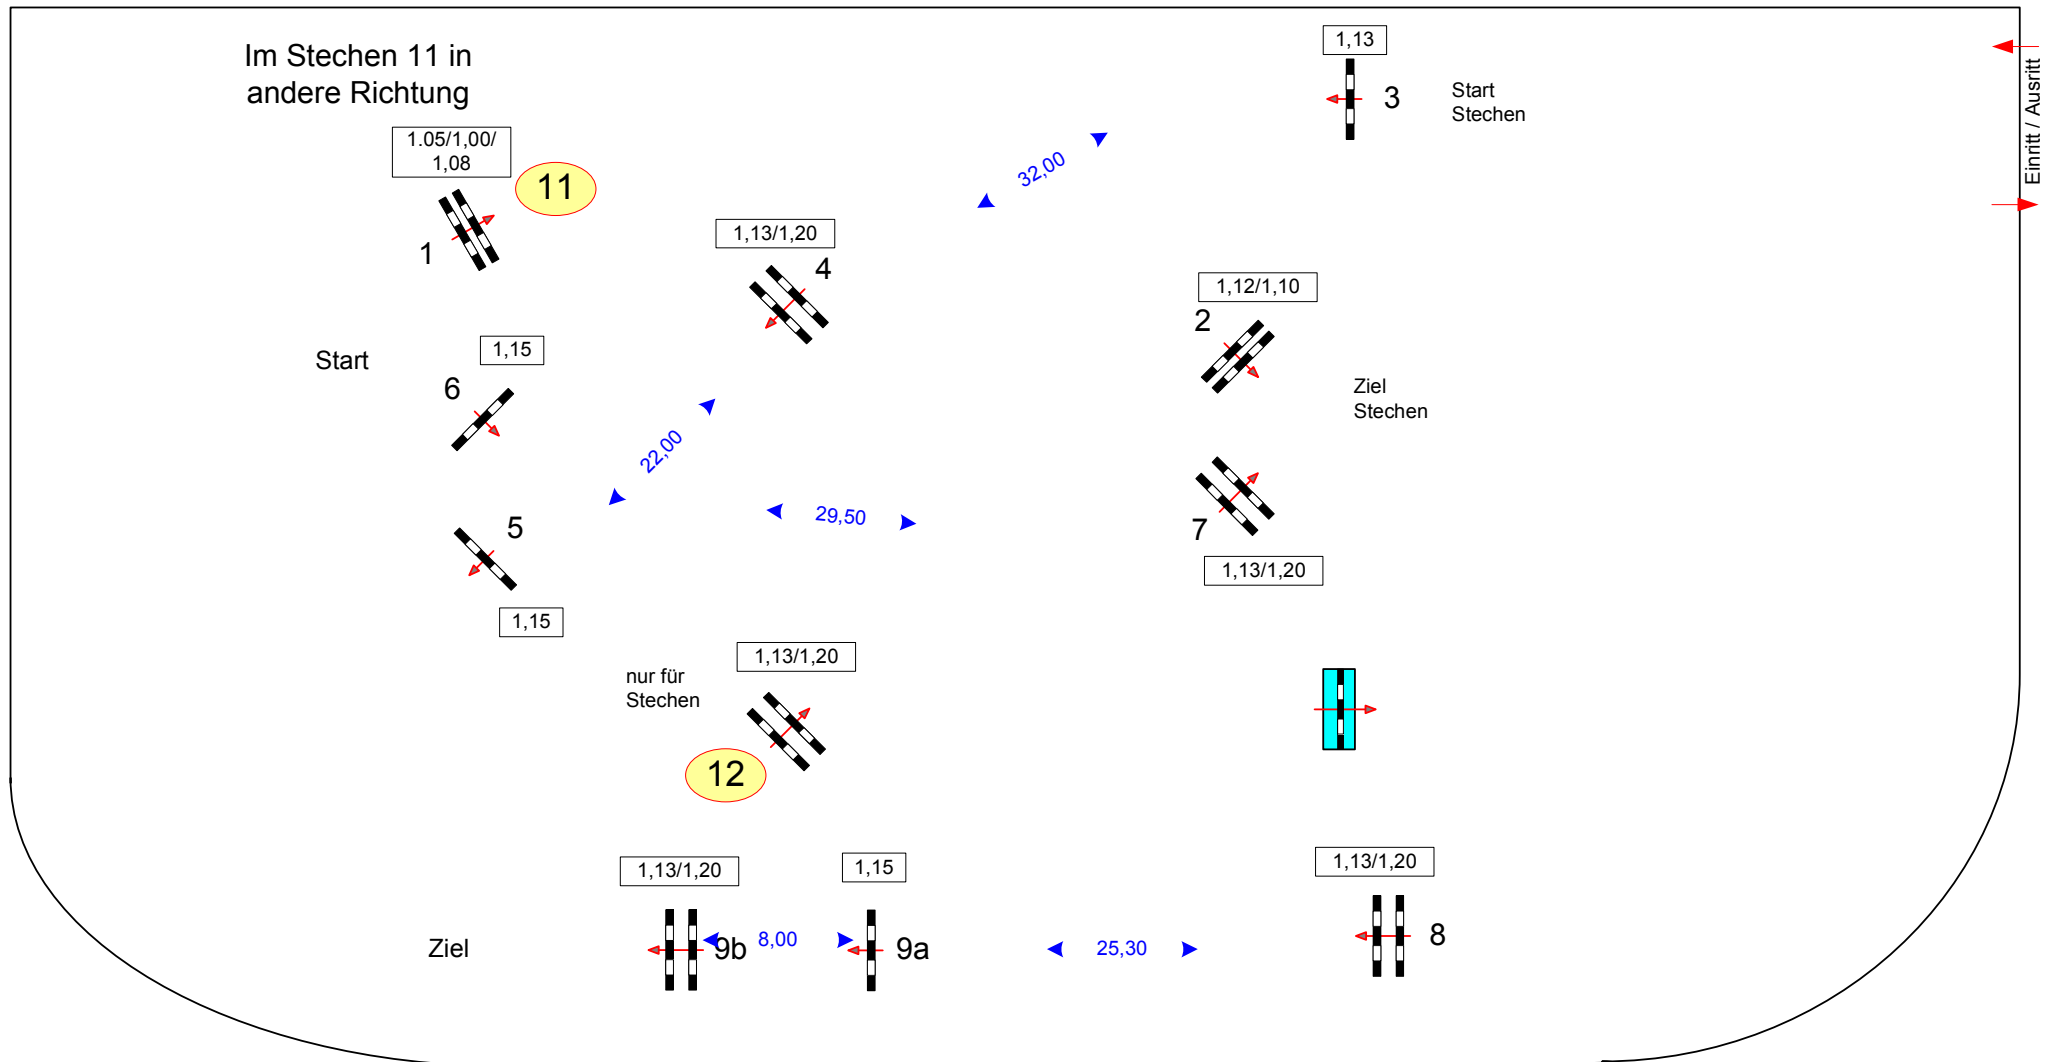 Im Stechen 11 in
andere Richtung
1,13
3
Start
Stechen
Einritt / Ausritt
1.05/1,00/
1,08
11
1
32,00
1,13/1,20
4
1,12/1,10
2
Start
1,15
6
Ziel
Stechen
22,00
29,50
5
1,15
7
1,13/1,20
nur für
Stechen
1,13/1,20
12
1,13/1,20
1,15
1,13/1,20
Ziel
9b
8,00
9a
25,30
8